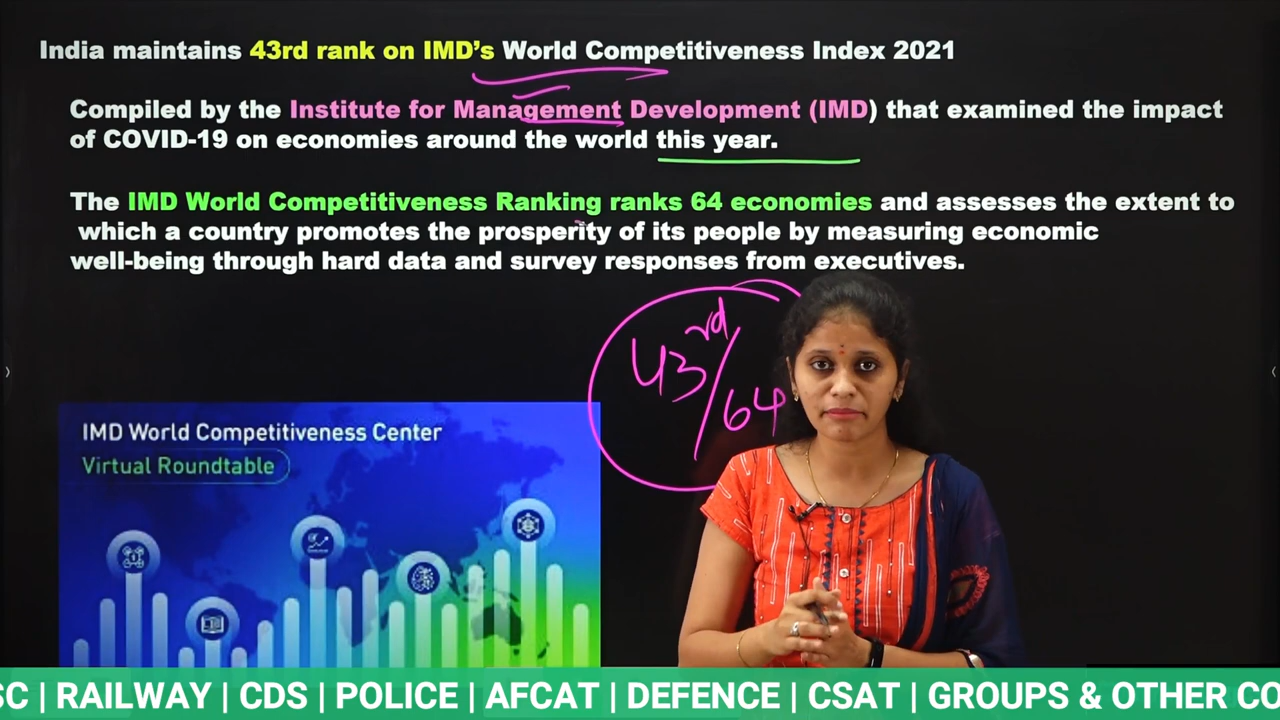 India maintains 43rd rank on IMD’s World Competitiveness Index 2021
Compiled by the Institute for Management Development (IMD) that examined the impact
of COVID-19 on economies around the world this year.
The IMD World Competitiveness Ranking ranks 64 economies and assesses the extent to
which a country promotes the prosperity of its people by measuring economic
well-being through hard data and survey responses from executives.
43rd/64
IMD World Competitiveness Center
Virtual Roundtable
SC | RAILWAY | CDS | POLICE | AFCAT | DEFENCE | CSAT | GROUPS & OTHER CO